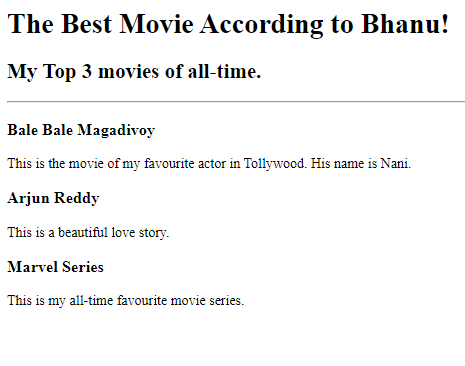 The Best Movie According to Bhanu!
My Top 3 movies of all-time.
Bale Bale Magadivoy
This is the movie of my favourite actor in Tollywood. His name is Nani.
Arjun Reddy
This is a beautiful love story.
Marvel Series
This is my all-time favourite movie series.